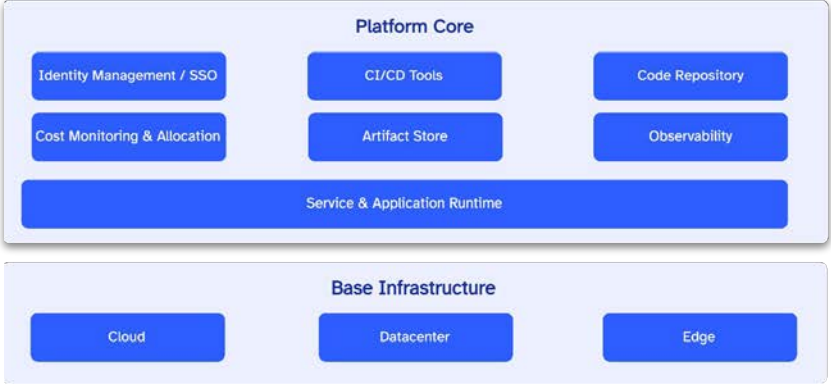 Platform Core
Identity Management / SSO
CI/CD Tools
Code Repository
Cost Monitoring & Allocation
Artifact Store
Observability
Service & Application Runtime
Base Infrastructure
Cloud
Datacenter
Edge